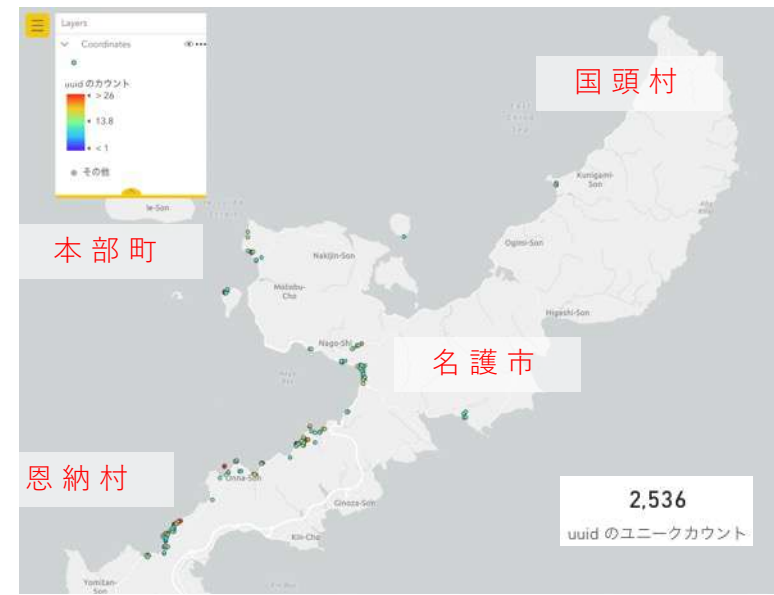 Layers
Coordinates
uuid のカウント
> 26
13.8
< 1
その他
国頭村
East
China
Sea
Kunigami-
Son
Ie-Son
本部町
Nakijin-Son
Ogimi-Son
Motobu-
Cho
Higashi-Son
Nago-Shi
名護市
恩納村
Onna-Son
Ginoza-Son
2,536
uuid のユニークカウント
Kin-Cho
Yomitan-
Son